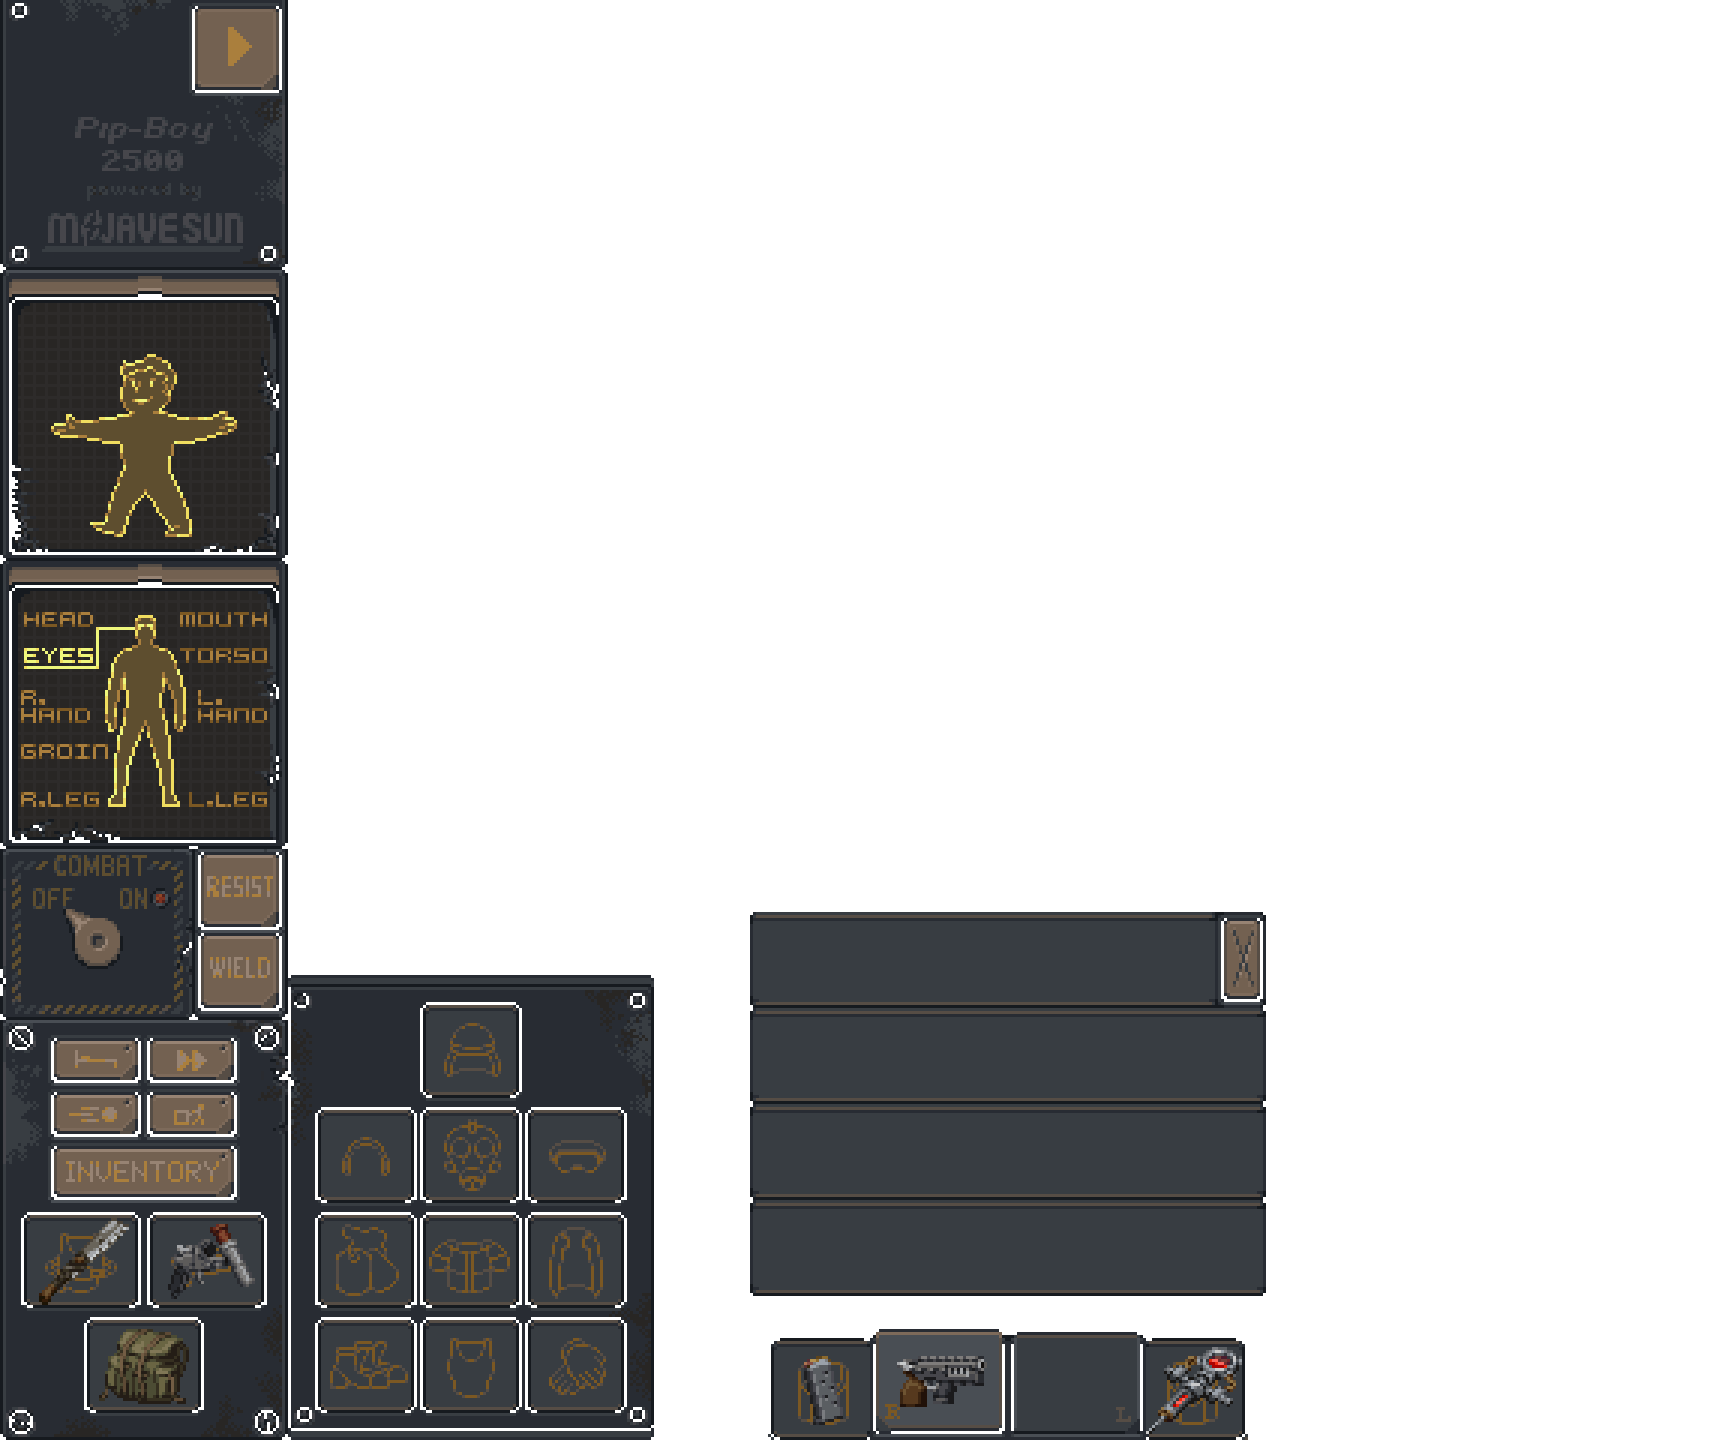 Pip-Boy
2500
powered by
MOJAVE SUN
HEAD MOUTH
EYES TORSO
R. L.
HAND HAND
GROIN
R.LEG L.LEG
COMBAT
OFF ON
RESIST
WIELD
INVENTORY
X
R L